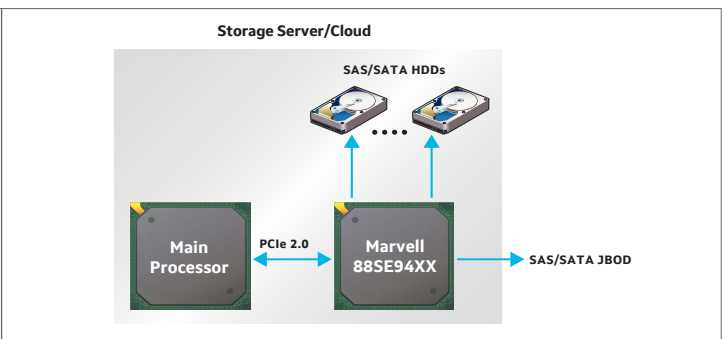 Storage Server/Cloud
SAS/SATA HDDs
Main
Processor
PCIe 2.0
Marvell
88SE94XX
SAS/SATA JBOD